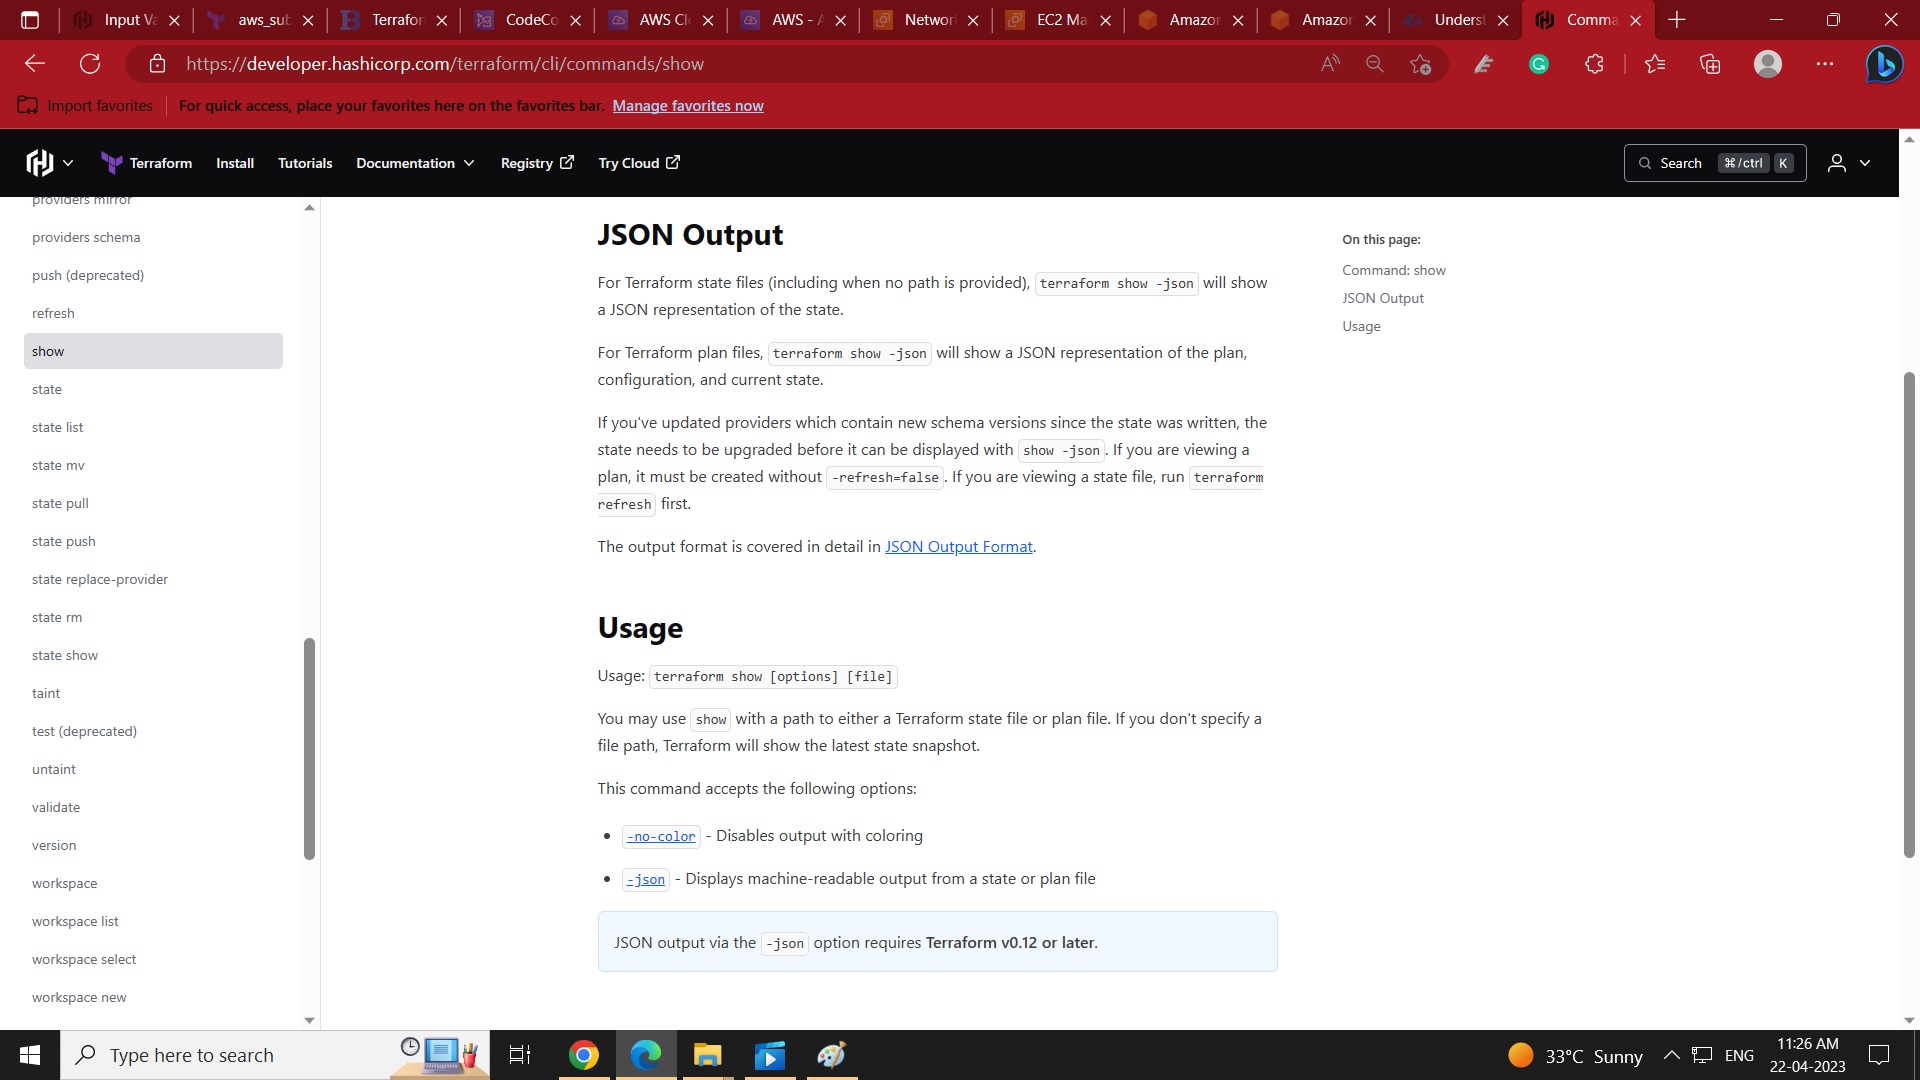 Input Va
aws_sub
Terraforn
CodeCo
AWS Cl
AWS - A
Networ
EC2 Ma
Amazon
Amazon
Underst
Comma
https://developer.hashicorp.com/terraform/cli/commands/show
Import favorites
For quick access, place your favorites here on the favorites bar. Manage favorites now
Terraform
Install
Tutorials
Documentation
Registry
Try Cloud
Search
⌘/ctrl
K
providers mirror
providers schema
push (deprecated)
refresh
show
state
state list
state mv
state pull
state push
state replace-provider
state rm
state show
taint
test (deprecated)
untaint
validate
version
workspace
workspace list
workspace select
workspace new
JSON Output
For Terraform state files (including when no path is provided), terraform show -json will show
a JSON representation of the state.
For Terraform plan files, terraform show -json will show a JSON representation of the plan,
configuration, and current state.
If you've updated providers which contain new schema versions since the state was written, the
state needs to be upgraded before it can be displayed with show -json. If you are viewing a
plan, it must be created without -refresh=false. If you are viewing a state file, run terraform
refresh first.
The output format is covered in detail in JSON Output Format.
Usage
Usage: terraform show [options] [file]
You may use show with a path to either a Terraform state file or plan file. If you don't specify a
file path, Terraform will show the latest state snapshot.
This command accepts the following options:
-no-color - Disables output with coloring
-json - Displays machine-readable output from a state or plan file
JSON output via the -json option requires Terraform v0.12 or later.
On this page:
Command: show
JSON Output
Usage
Type here to search
33°C Sunny
ENG
11:26 AM
22-04-2023